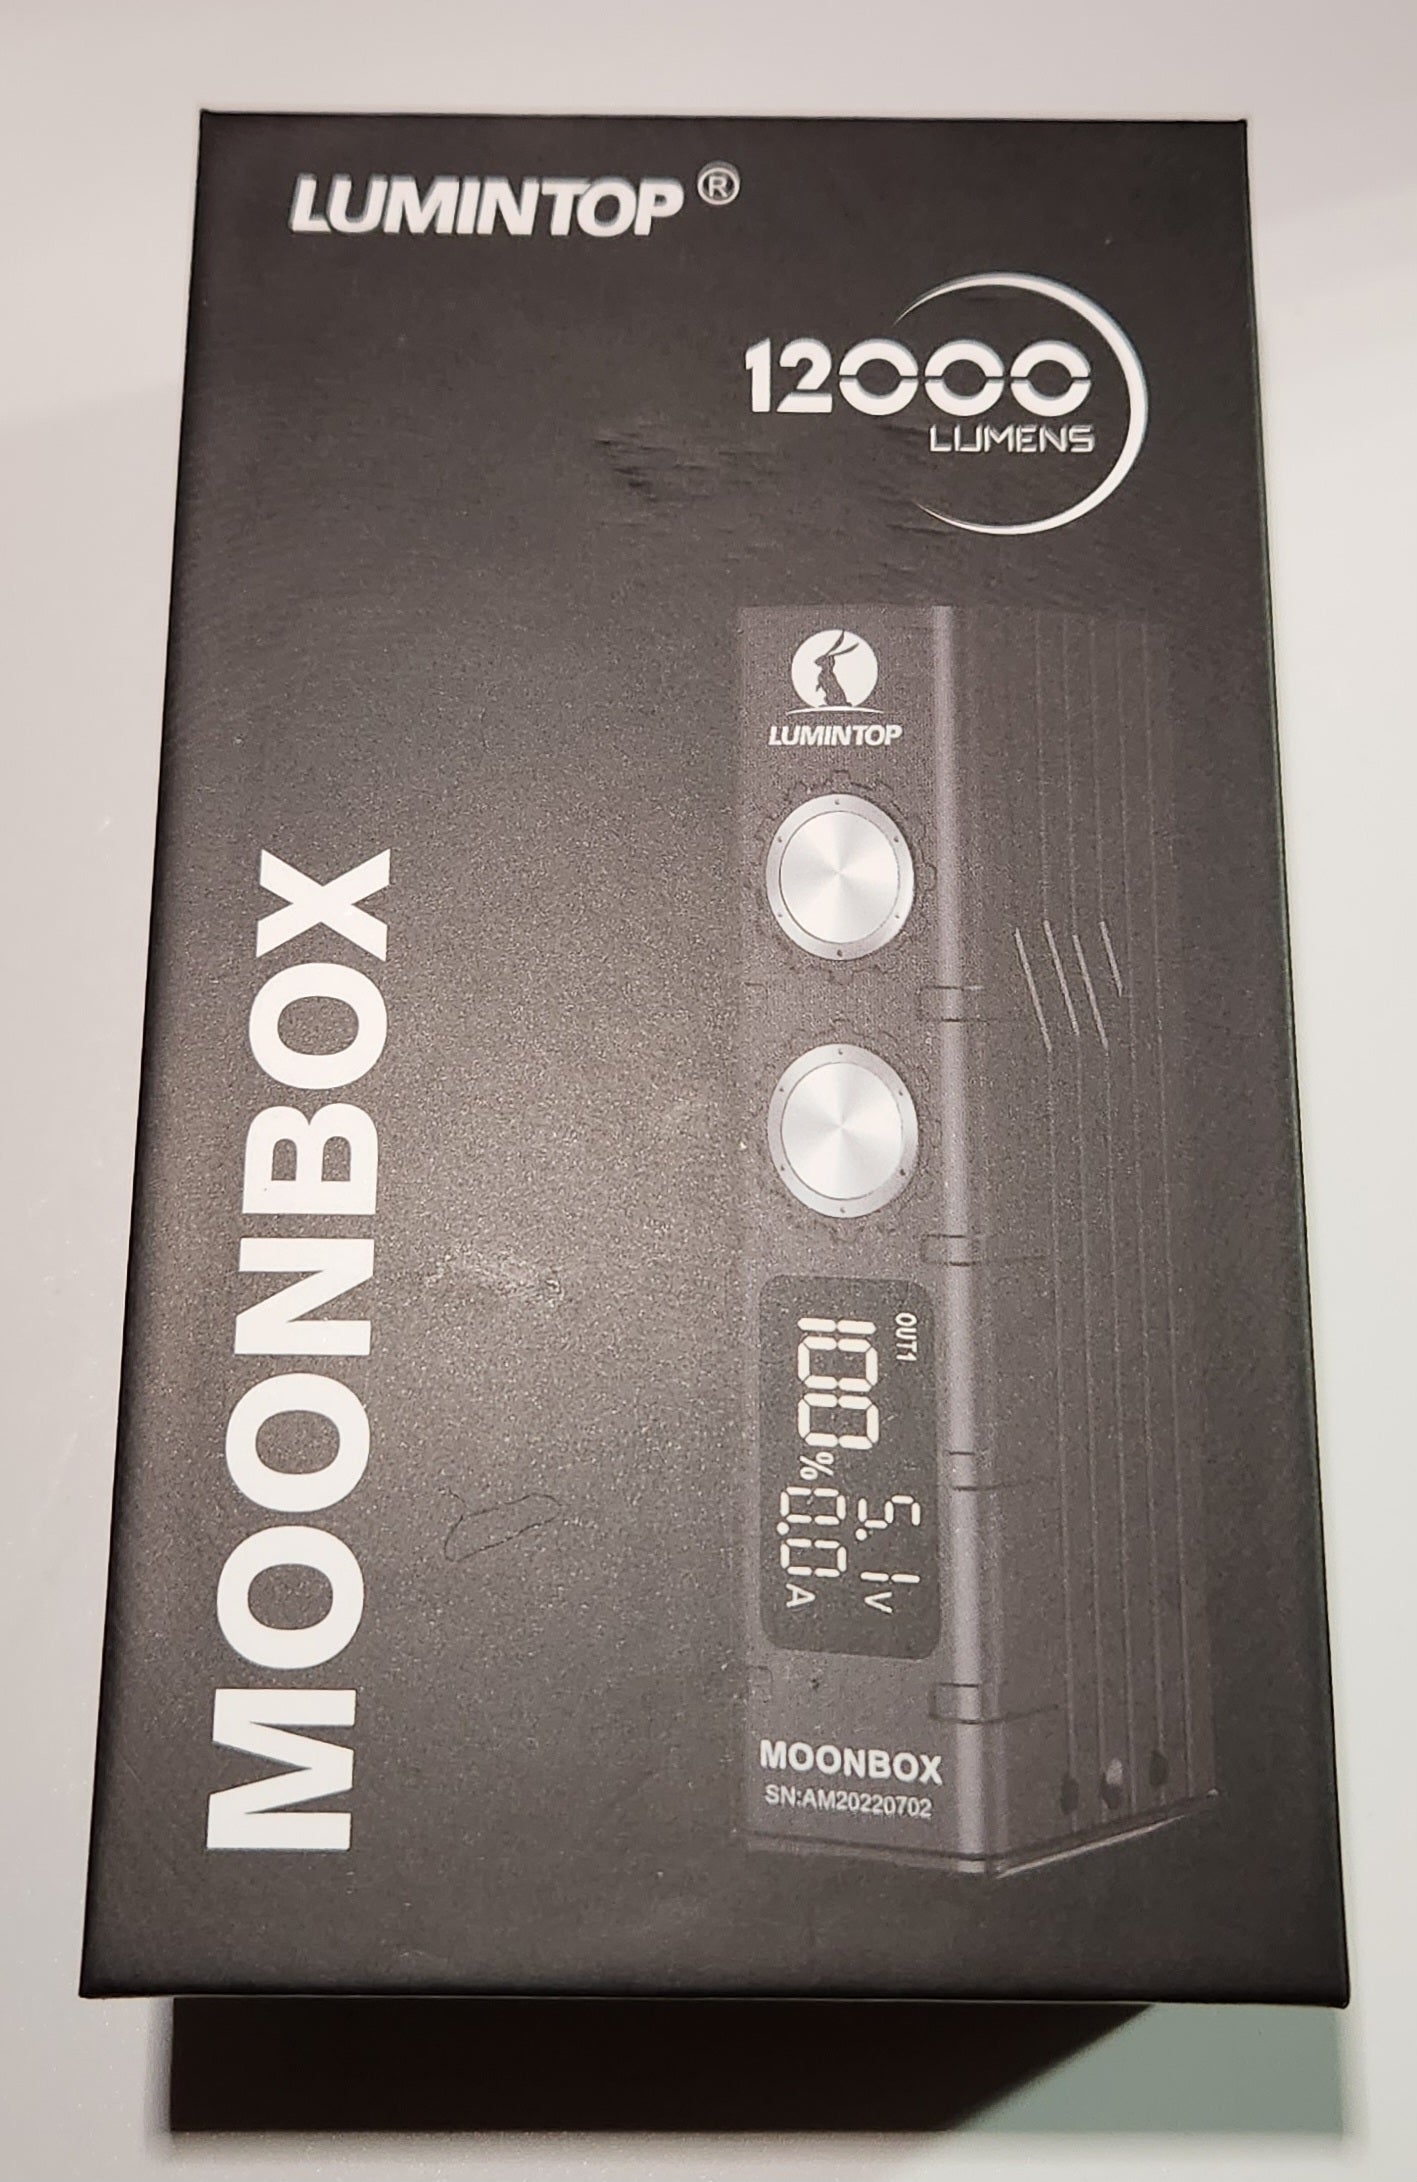 LUMINTOP®
12000
LUMENS
MOONBOX
LUMINTOP
OUT1
100%
5.1V
0.0A
MOONBOX
SN:AM20220702